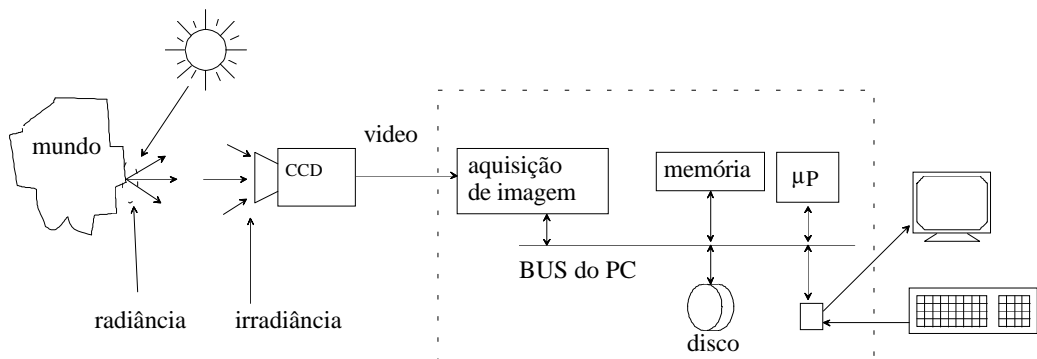 mundo
CCD
video
aquisição
de imagem
memória
µP
BUS do PC
radiância
irradiância
disco